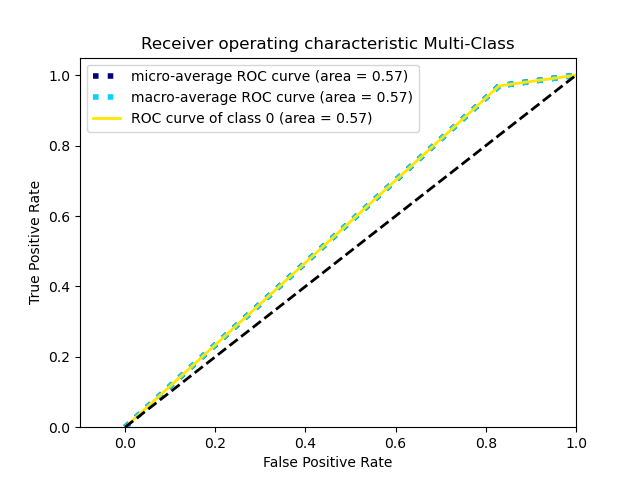 Receiver operating characteristic Multi-Class
micro-average ROC curve (area = 0.57)
macro-average ROC curve (area = 0.57)
ROC curve of class 0 (area = 0.57)
True Positive Rate
1.0
0.8
0.6
0.4
0.2
0.0
0.0 0.2 0.4 0.6 0.8 1.0
False Positive Rate